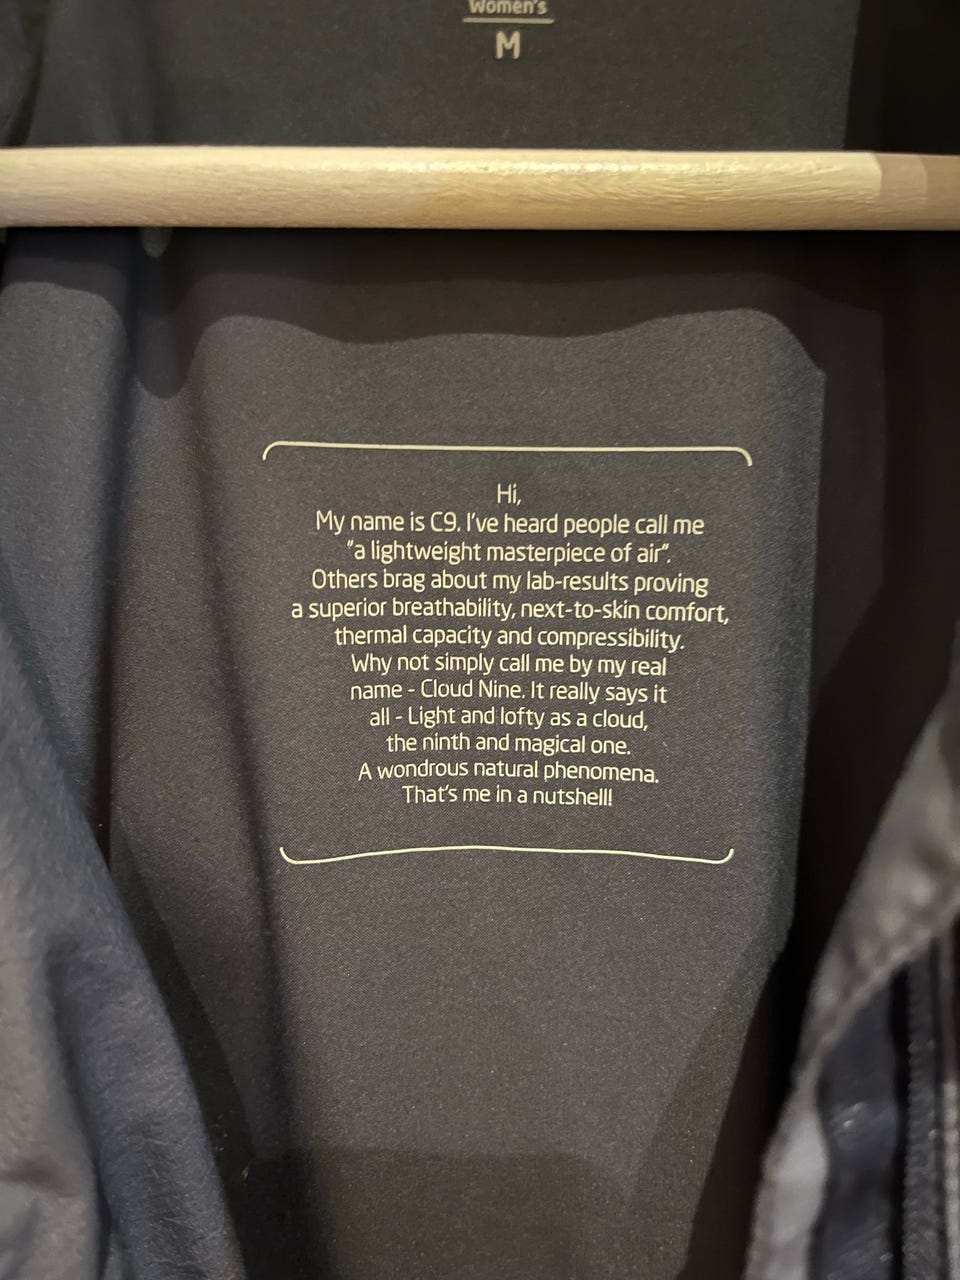 Women's
M
Hi,
My name is C9. I've heard people call me
"a lightweight masterpiece of air".
Others brag about my lab-results proving
a superior breathability, next-to-skin comfort,
thermal capacity and compressibility.
Why not simply call me by my real
name - Cloud Nine. It really says it
all - Light and lofty as a cloud,
the ninth and magical one.
A wondrous natural phenomena.
That's me in a nutshell!